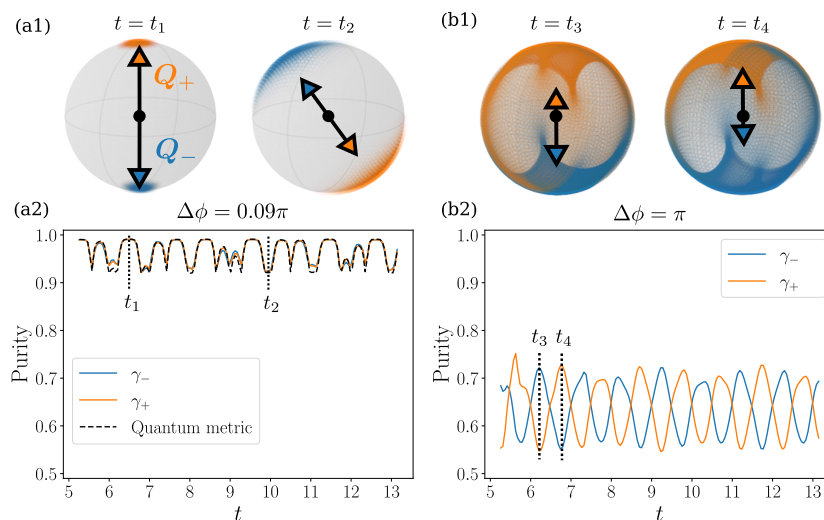 (a1)
t = t₁
t = t₂
Q₊
Q₋
(b1)
t = t₃
t = t₄
(a2)
Δϕ = 0.09π
1.0
0.9
0.8
0.7
0.6
0.5
Purity
t₁
t₂
γ₋
γ₊
Quantum metric
5 6 7 8 9 10 11 12 13
t
(b2)
Δϕ = π
1.0
0.9
0.8
0.7
0.6
0.5
Purity
γ₋
γ₊
t₃ t₄
5 6 7 8 9 10 11 12 13
t